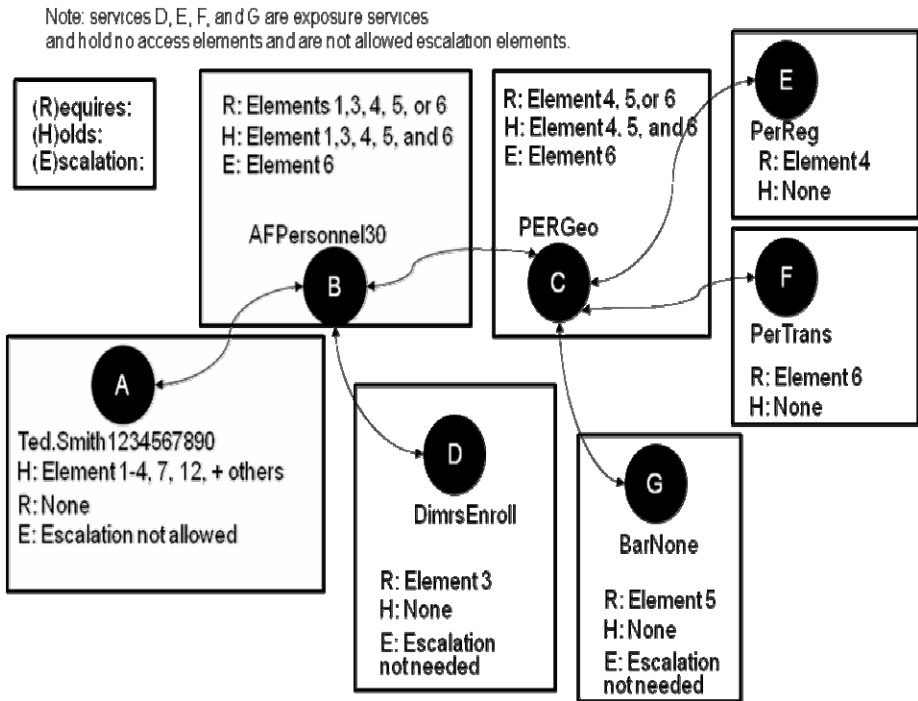 Note: services D, E, F, and G are exposure services
and hold no access elements and are not allowed escalation elements.
(R)equires:
(H)olds:
(E)scalation:
R: Elements 1,3, 4, 5, or 6
H: Element 1,3, 4, 5, and 6
E: Element 6
AFPersonnel30
B
R: Element 4, 5,or 6
H: Element 4, 5, and 6
E: Element 6
PERGeo
C
E
PerReg
R: Element 4
H: None
F
PerTrans
R: Element 6
H: None
A
Ted.Smith1234567890
H: Element 1-4, 7, 12, + others
R: None
E: Escalation not allowed
D
DimrsEnroll
R: Element 3
H: None
E: Escalation
not needed
G
BarNone
R: Element 5
H: None
E: Escalation
not needed